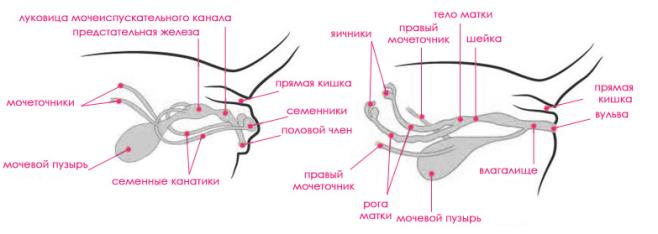 луковица мочеиспускательного канала
предстательная железа
мочеточники
прямая кишка
семенники
половой член
мочевой пузырь
семенные канатики
тело матки
правый
мочеточник
шейка
яичники
прямая
кишка
вульва
влагалище
правый
мочеточник
рога
матки
мочевой пузырь